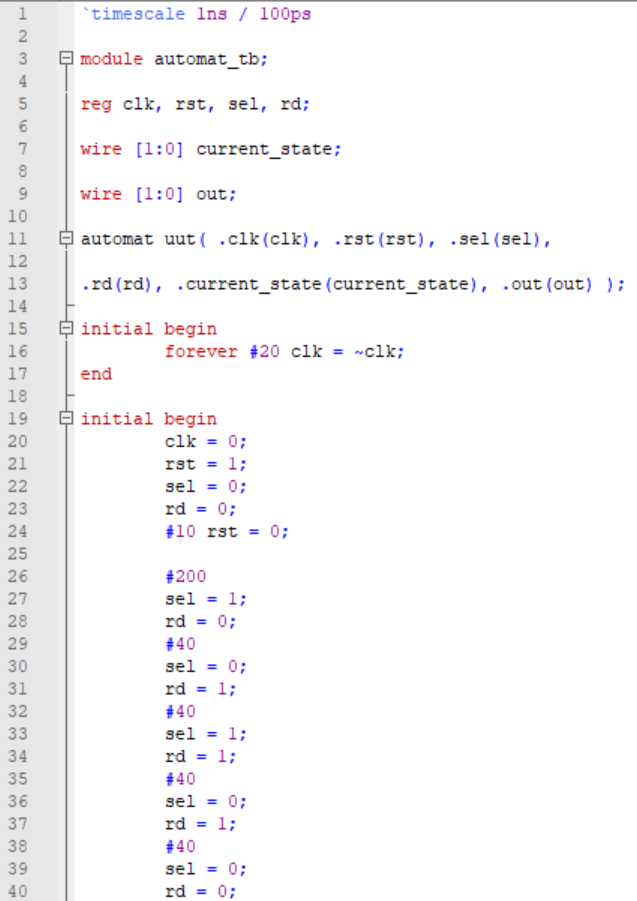 1 `timescale 1ns / 100ps
2
3 module automat_tb;
4
5 reg clk, rst, sel, rd;
6
7 wire [1:0] current_state;
8
9 wire [1:0] out;
10
11 automat uut( .clk(clk), .rst(rst), .sel(sel),
12
13 .rd(rd), .current_state(current_state), .out(out) );
14
15 initial begin
16 forever #20 clk = ~clk;
17 end
18
19 initial begin
20 clk = 0;
21 rst = 1;
22 sel = 0;
23 rd = 0;
24 #10 rst = 0;
25
26 #200
27 sel = 1;
28 rd = 0;
29 #40
30 sel = 0;
31 rd = 1;
32 #40
33 sel = 1;
34 rd = 1;
35 #40
36 sel = 0;
37 rd = 1;
38 #40
39 sel = 0;
40 rd = 0;